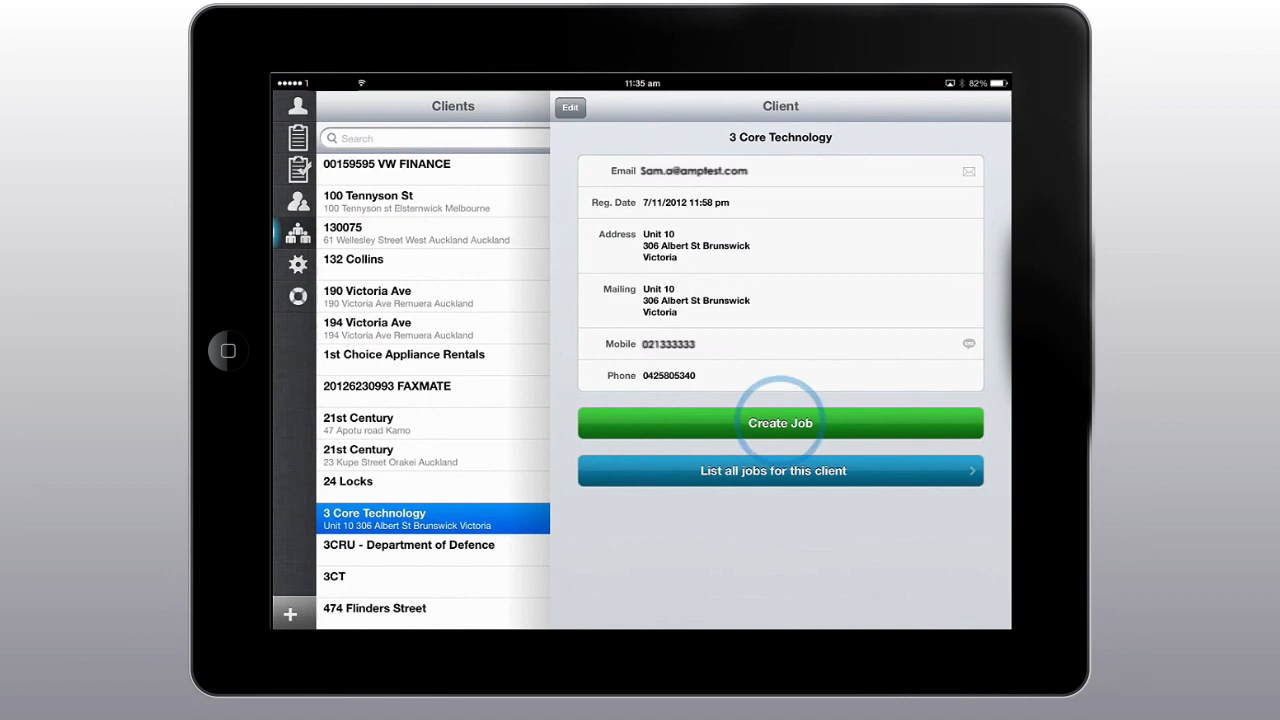 1
11:35 am
82%
Clients
Search
00159595 VW FINANCE
100 Tennyson St
100 Tennyson st Elsternwick Melbourne
130075
61 Wellesley Street West Auckland Auckland
132 Collins
190 Victoria Ave
190 Victoria Ave Remuera Auckland
194 Victoria Ave
194 Victoria Ave Remuera Auckland
1st Choice Appliance Rentals
20126230993 FAXMATE
21st Century
47 Apotu road Kamo
21st Century
23 Kupe Street Orakei Auckland
24 Locks
3 Core Technology
Unit 10 306 Albert St Brunswick Victoria
3CRU - Department of Defence
3CT
474 Flinders Street
Edit
Client
3 Core Technology
Email Sam.a@amptest.com
Reg. Date 7/11/2012 11:58 pm
Address Unit 10
306 Albert St Brunswick
Victoria
Mailing Unit 10
306 Albert St Brunswick
Victoria
Mobile 021333333
Phone 0425805340
Create Job
List all jobs for this client